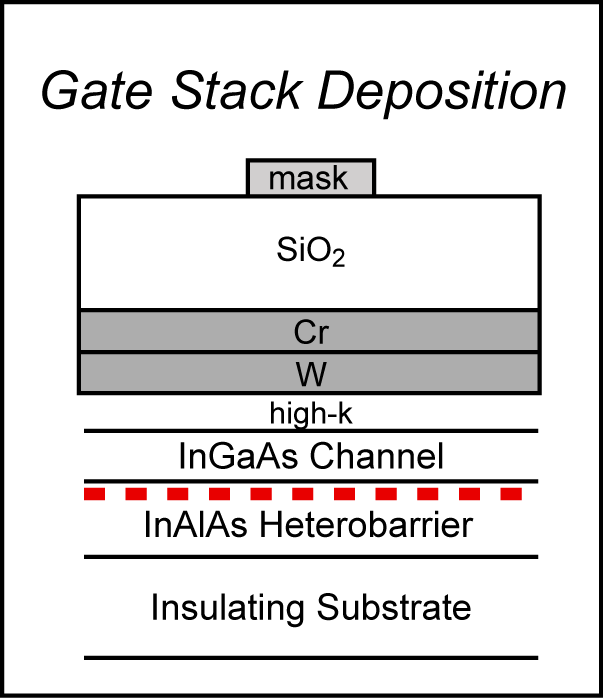 Gate Stack Deposition
mask
SiO₂
Cr
W
high-k
InGaAs Channel
InAlAs Heterobarrier
Insulating Substrate